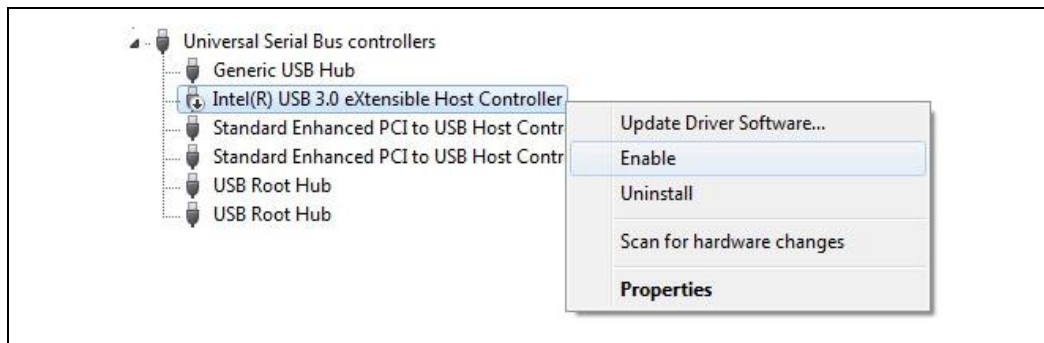 Universal Serial Bus controllers
Generic USB Hub
Intel(R) USB 3.0 eXtensible Host Controller
Standard Enhanced PCI to USB Host Contr
Standard Enhanced PCI to USB Host Contr
USB Root Hub
USB Root Hub
Update Driver Software...
Enable
Uninstall
Scan for hardware changes
Properties